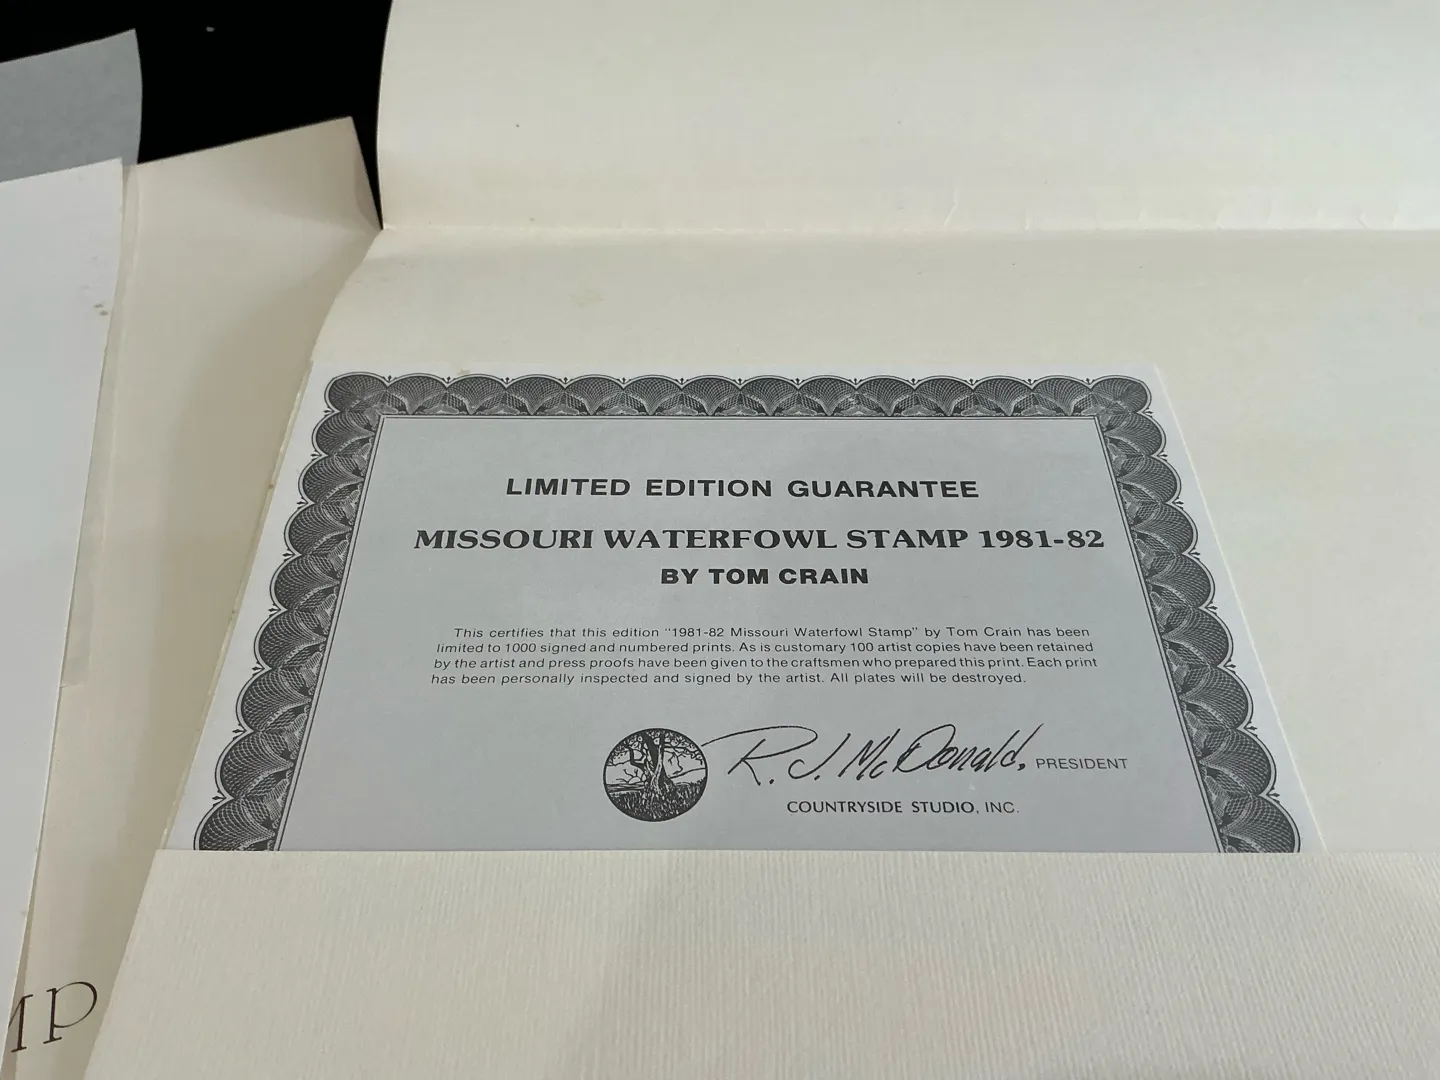 LIMITED EDITION GUARANTEE
MISSOURI WATERFOWL STAMP 1981-82
BY TOM CRAIN
This certifies that this edition "1981-82 Missouri Waterfowl Stamp" by Tom Crain has been
limited to 1000 signed and numbered prints. As is customary 100 artist copies have been retained
by the artist and press proofs have been given to the craftsmen who prepared this print. Each print
has been personally inspected and signed by the artist. All plates will be destroyed.
R. J. McDonald, PRESIDENT
COUNTRYSIDE STUDIO, INC.